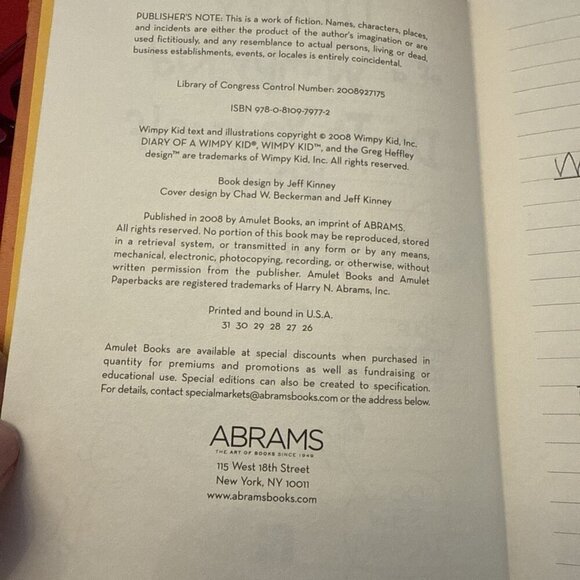 PUBLISHER'S NOTE: This is a work of fiction. Names, characters, places,
and incidents are either the product of the author's imagination or are
used fictitiously, and any resemblance to actual persons, living or dead,
business establishments, events, or locales is entirely coincidental.
Library of Congress Control Number: 2008927175
ISBN 978-0-8109-7977-2
Wimpy Kid text and illustrations copyright © 2008 Wimpy Kid, Inc.
DIARY OF A WIMPY KID®, WIMPY KID™, and the Greg Heffley
design™ are trademarks of Wimpy Kid, Inc. All rights reserved.
Book design by Jeff Kinney
Cover design by Chad W. Beckerman and Jeff Kinney
Published in 2008 by Amulet Books, an imprint of ABRAMS.
All rights reserved. No portion of this book may be reproduced, stored
in a retrieval system, or transmitted in any form or by any means,
mechanical, electronic, photocopying, recording, or otherwise, without
written permission from the publisher. Amulet Books and Amulet
Paperbacks are registered trademarks of Harry N. Abrams, Inc.
Printed and bound in U.S.A.
31 30 29 28 27 26
Amulet Books are available at special discounts when purchased in
quantity for premiums and promotions as well as fundraising or
educational use. Special editions can also be created to specification.
For details, contact specialmarkets@abramsbooks.com or the address below.
ABRAMS
THE ART OF BOOKS SINCE 1949
115 West 18th Street
New York, NY 10011
www.abramsbooks.com